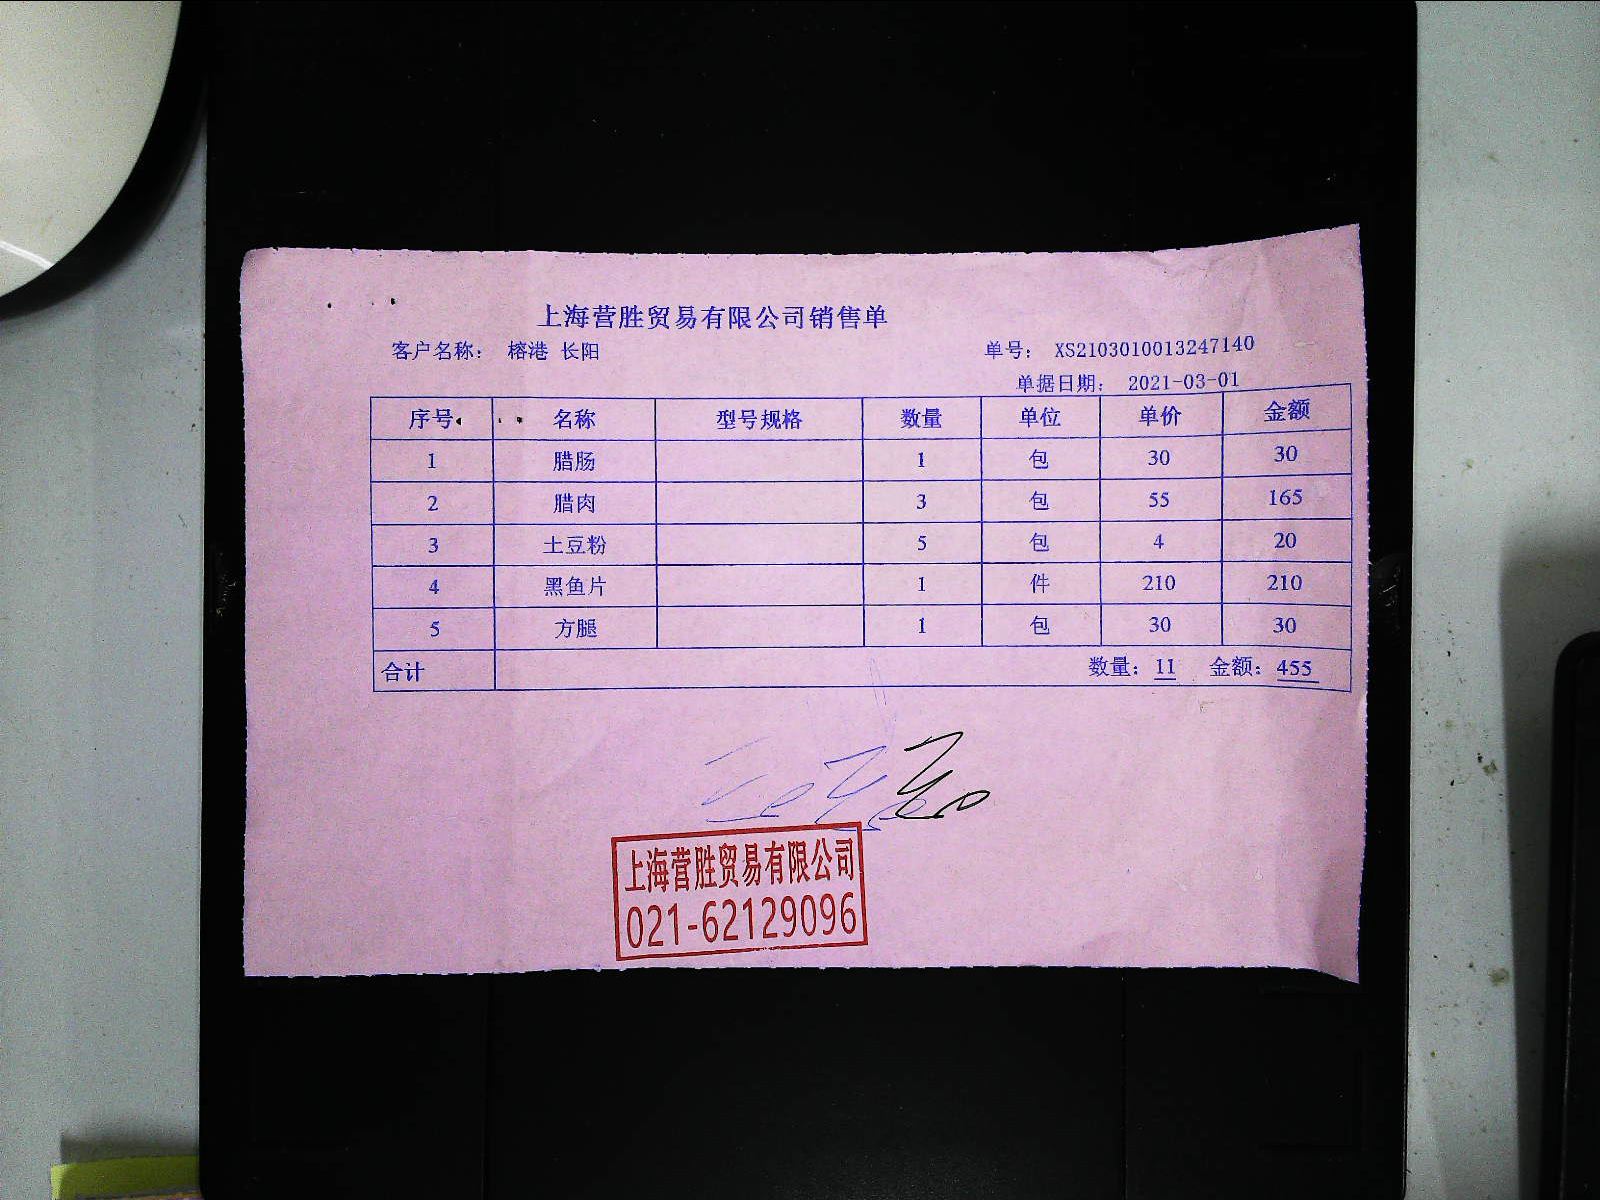 上海营胜贸易有限公司销售单
客户名称： 榕港 长阳 单号： XS2103010013247140
单据日期： 2021-03-01
序号 名称 型号规格 数量 单位 单价 金额
1 腊肠 1 包 30 30
2 腊肉 3 包 55 165
3 土豆粉 5 包 4 20
4 黑鱼片 1 件 210 210
5 方腿 1 包 30 30
合计 数量：11 金额：455
上海营胜贸易有限公司
021-62129096